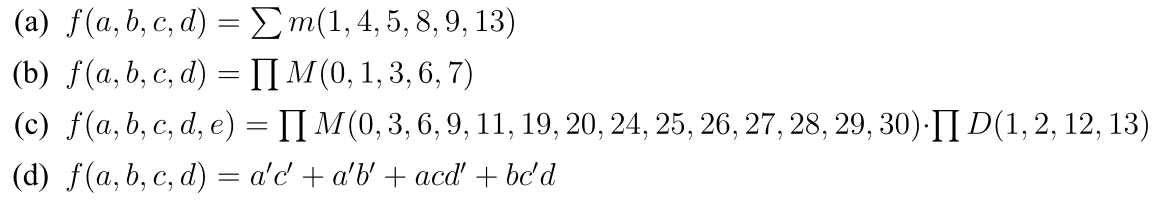 (a) f(a, b, c, d) = ∑ m(1, 4, 5, 8, 9, 13)
(b) f(a, b, c, d) = ∏ M(0, 1, 3, 6, 7)
(c) f(a, b, c, d, e) = ∏ M(0, 3, 6, 9, 11, 19, 20, 24, 25, 26, 27, 28, 29, 30)·∏ D(1, 2, 12, 13)
(d) f(a, b, c, d) = a′c′ + a′b′ + acd′ + bc′d